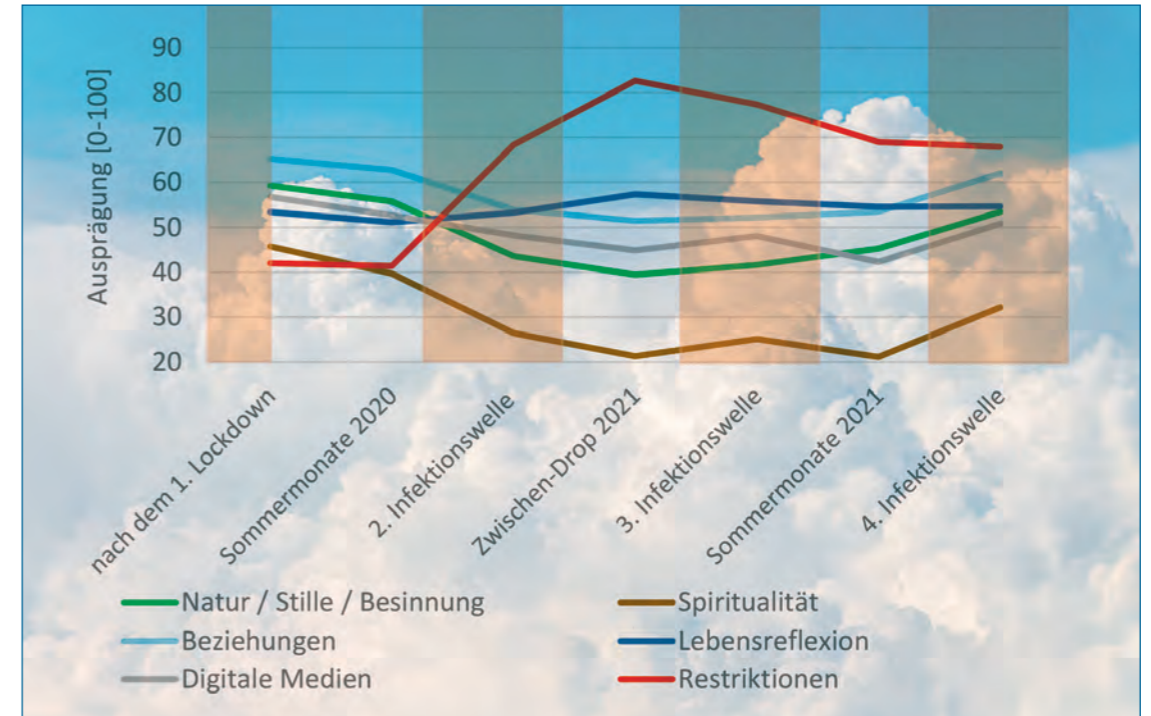 Ausprägung [0-100]
90
80
70
60
50
40
30
20
nach dem 1. Lockdown
Sommermonate 2020
2. Infektionswelle
Zwischen-Drop 2021
3. Infektionswelle
Sommermonate 2021
4. Infektionswelle
Natur / Stille / Besinnung
Spiritualität
Beziehungen
Lebensreflexion
Digitale Medien
Restriktionen